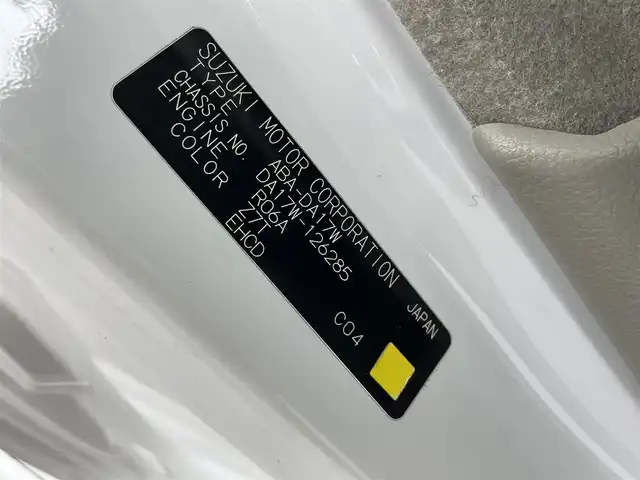 SUZUKI MOTOR CORPORATION JAPAN
TYPE ABA-DA17W
CHASSIS NO. DA17W-126285
ENGINE R06A
COLOR Z7T
EHCD
C04